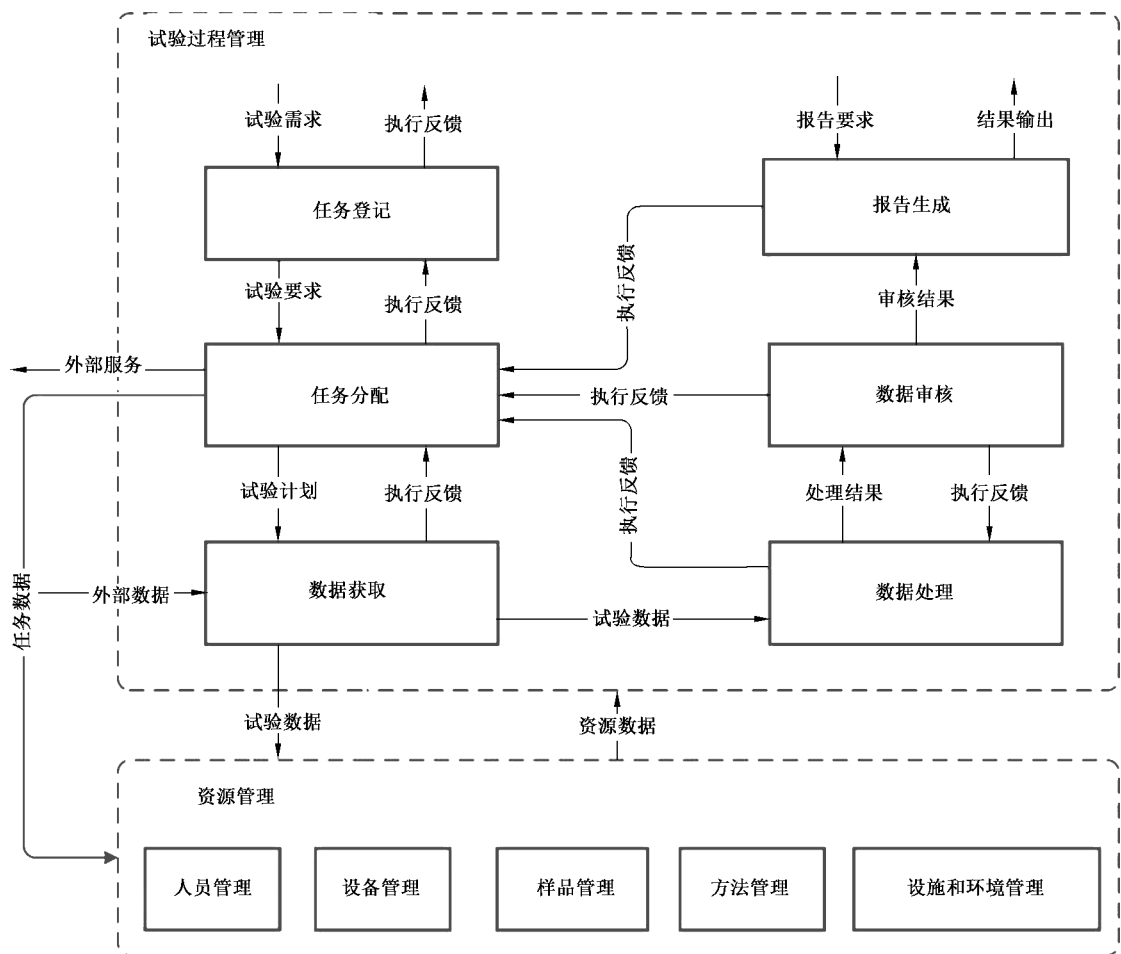 试验过程管理
试验需求
执行反馈
报告要求
结果输出
任务登记
报告生成
试验要求
执行反馈
执行反馈
审核结果
外部服务
任务分配
执行反馈
数据审核
试验计划
执行反馈
执行反馈
处理结果
执行反馈
任务数据
外部数据
数据获取
试验数据
数据处理
试验数据
资源数据
资源管理
人员管理
设备管理
样品管理
方法管理
设施和环境管理